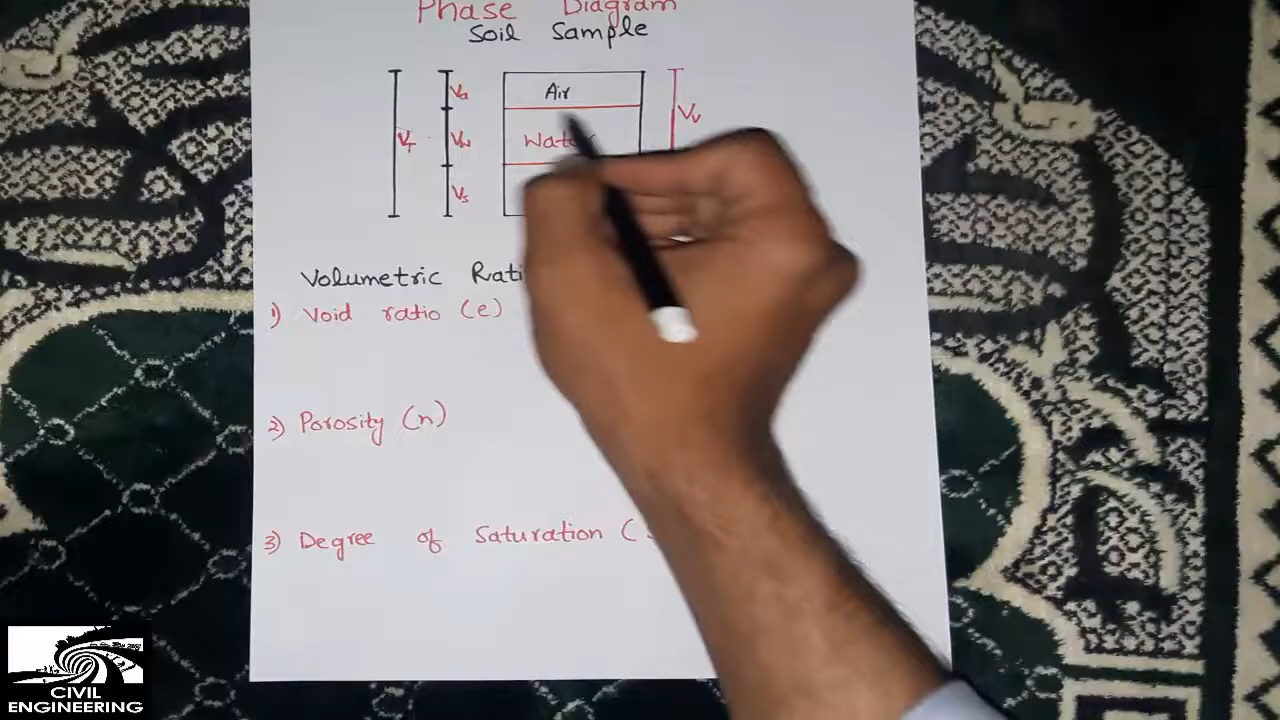 Phase Diagram
Soil Sample
Air
Va
Vv
VT
Vw
Vs
Volumetric
1) Void ratio (e)
2) Porosity (n)
3) Degree of Saturation (
CIVIL
ENGINEERING